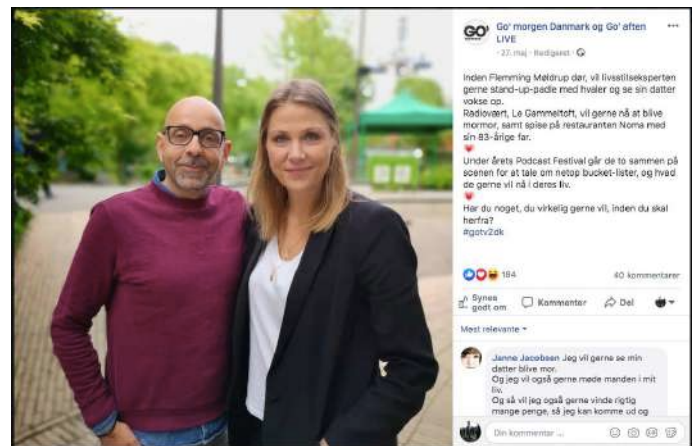 GO'
Go' morgen Danmark og Go' aften
LIVE
27. maj · Redigeret ·
Inden Flemming Møldrup dør, vil livsstilseksperten
gerne stand-up-padle med hvaler og se sin datter
vokse op.
Radiovært, Le Gammeltoft, vil gerne nå at blive
mormor, samt spise på restauranten Noma med
sin 83-årige far.
Under årets Podcast Festival går de to sammen på
scenen for at tale om netop bucket-lister, og hvad
de gerne vil nå i deres liv.
Har du noget, du virkelig gerne vil, inden du skal
herfra?
#gotv2dk
184
40 kommentarer
Synes
godt om
Kommentar
Del
Mest relevante
Janne Jacobsen Jeg vil gerne se min
datter blive mor.
Og jeg vil også gerne møde manden i mit
liv.
Og så vil jeg også gerne vinde rigtig
mange penge, så jeg kan komme ud og
Din kommentar ...